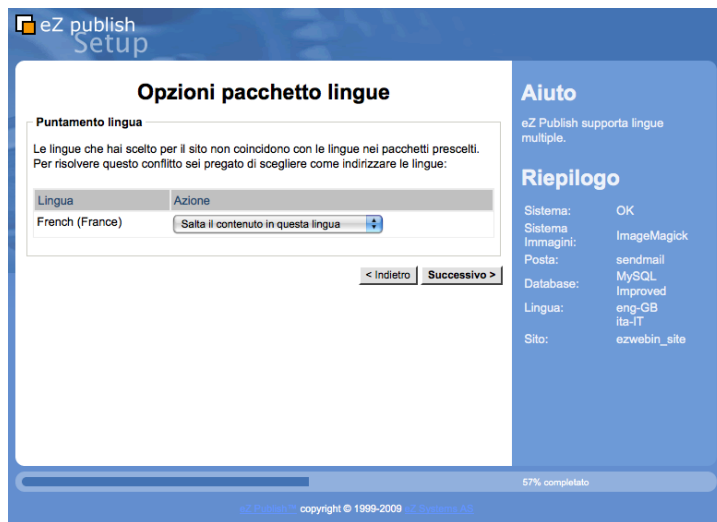 eZ publish
Setup
Opzioni pacchetto lingue
Puntamento lingua
Le lingue che hai scelto per il sito non coincidono con le lingue nei pacchetti prescelti.
Per risolvere questo conflitto sei pregato di scegliere come indirizzare le lingue:
Lingua Azione
French (France) Salta il contenuto in questa lingua
< Indietro Successivo >
Aiuto
eZ Publish supporta lingue
multiple.
Riepilogo
Sistema: OK
Sistema
Immagini: ImageMagick
Posta: sendmail
Database: MySQL
Improved
Lingua: eng-GB
ita-IT
Sito: ezwebin_site
57% completato
eZ Publish™ copyright © 1999-2009 eZ Systems AS